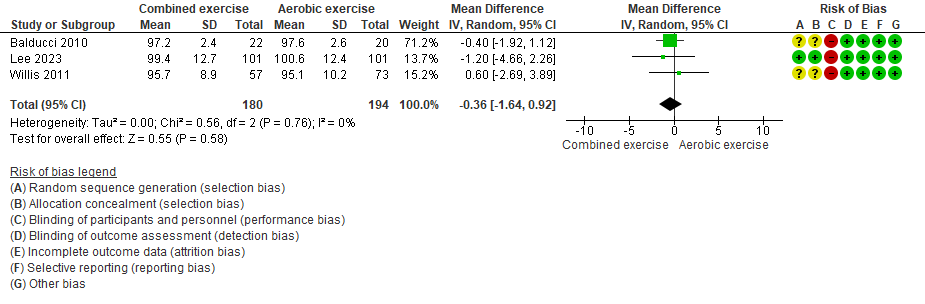 Combined exercise Aerobic exercise Mean Difference Mean Difference Risk of Bias
Study or Subgroup Mean SD Total Mean SD Total Weight IV, Random, 95% CI IV, Random, 95% CI A B C D E F G
Balducci 2010 97.2 2.4 22 97.6 2.6 20 71.2% -0.40 [-1.92, 1.12] ? ? – + + + +
Lee 2023 99.4 12.7 101 100.6 12.4 101 13.7% -1.20 [-4.66, 2.26] + + – + + + +
Willis 2011 95.7 8.9 57 95.1 10.2 73 15.2% 0.60 [-2.69, 3.89] ? ? – + + + +
Total (95% CI) 180 194 100.0% -0.36 [-1.64, 0.92]
Heterogeneity: Tau² = 0.00; Chi² = 0.56, df = 2 (P = 0.76); I² = 0%
Test for overall effect: Z = 0.55 (P = 0.58)
-10 -5 0 5 10
Combined exercise Aerobic exercise
Risk of bias legend
(A) Random sequence generation (selection bias)
(B) Allocation concealment (selection bias)
(C) Blinding of participants and personnel (performance bias)
(D) Blinding of outcome assessment (detection bias)
(E) Incomplete outcome data (attrition bias)
(F) Selective reporting (reporting bias)
(G) Other bias